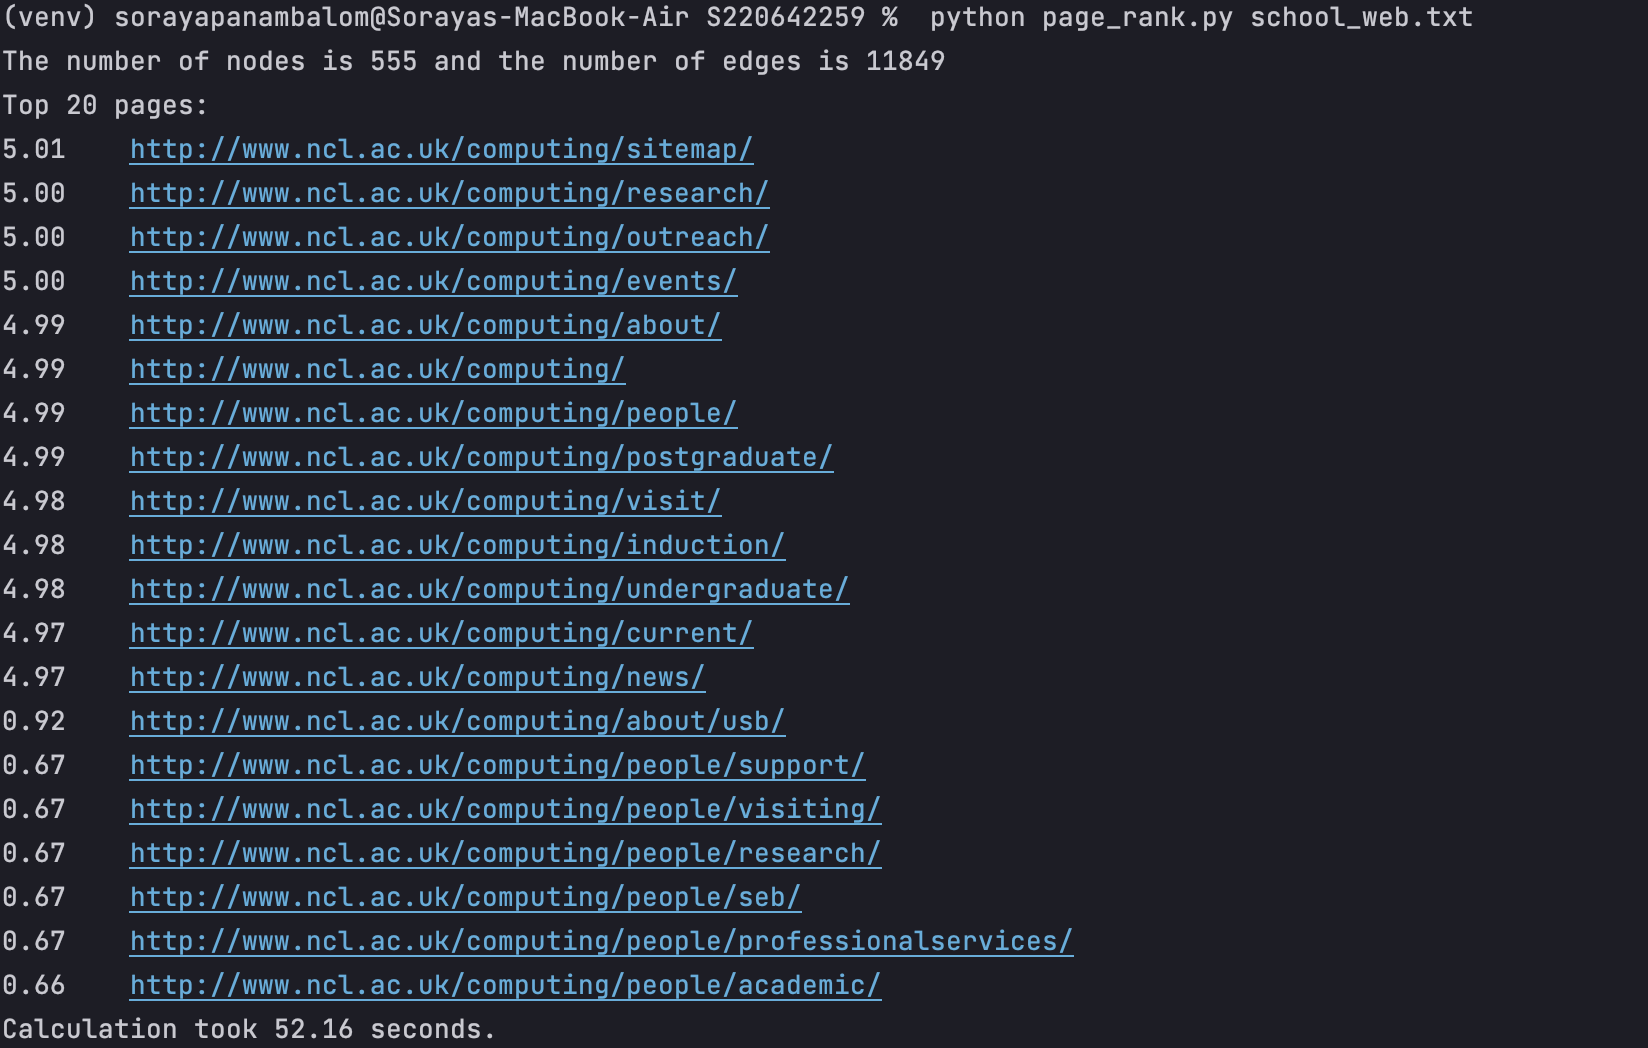 (venv) sorayapanambalom@Sorayas-MacBook-Air S220642259 %  python page_rank.py school_web.txt
The number of nodes is 555 and the number of edges is 11849
Top 20 pages:
5.01    http://www.ncl.ac.uk/computing/sitemap/
5.00    http://www.ncl.ac.uk/computing/research/
5.00    http://www.ncl.ac.uk/computing/outreach/
5.00    http://www.ncl.ac.uk/computing/events/
4.99    http://www.ncl.ac.uk/computing/about/
4.99    http://www.ncl.ac.uk/computing/
4.99    http://www.ncl.ac.uk/computing/people/
4.99    http://www.ncl.ac.uk/computing/postgraduate/
4.98    http://www.ncl.ac.uk/computing/visit/
4.98    http://www.ncl.ac.uk/computing/induction/
4.98    http://www.ncl.ac.uk/computing/undergraduate/
4.97    http://www.ncl.ac.uk/computing/current/
4.97    http://www.ncl.ac.uk/computing/news/
0.92    http://www.ncl.ac.uk/computing/about/usb/
0.67    http://www.ncl.ac.uk/computing/people/support/
0.67    http://www.ncl.ac.uk/computing/people/visiting/
0.67    http://www.ncl.ac.uk/computing/people/research/
0.67    http://www.ncl.ac.uk/computing/people/seb/
0.67    http://www.ncl.ac.uk/computing/people/professionalservices/
0.66    http://www.ncl.ac.uk/computing/people/academic/
Calculation took 52.16 seconds.